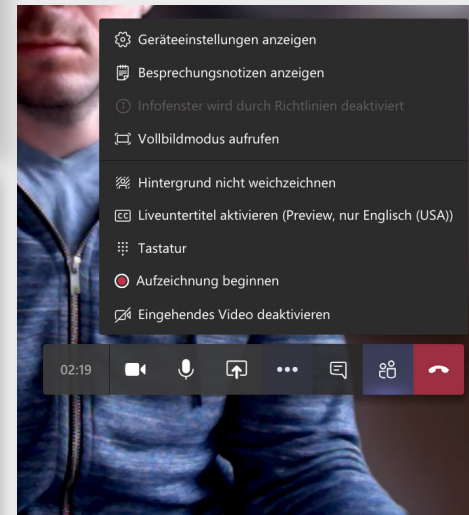 Geräteeinstellungen anzeigen
Besprechungsnotizen anzeigen
Infofenster wird durch Richtlinien deaktiviert
Vollbildmodus aufrufen
Hintergrund nicht weichzeichnen
CC Liveuntertitel aktivieren (Preview, nur Englisch (USA))
Tastatur
Aufzeichnung beginnen
Eingehendes Video deaktivieren
02:19